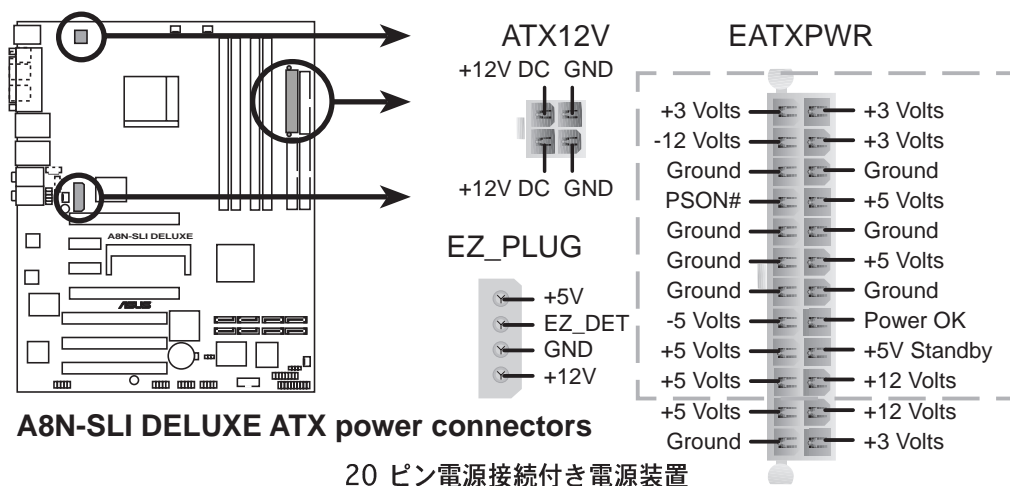 ATX12V
+12V DC GND
+12V DC GND
EATXPWR
+3 Volts +3 Volts
-12 Volts +3 Volts
Ground Ground
PSON# +5 Volts
Ground Ground
Ground +5 Volts
Ground Ground
-5 Volts Power OK
+5 Volts +5V Standby
+5 Volts +12 Volts
+5 Volts +12 Volts
Ground +3 Volts
EZ_PLUG
+5V
EZ_DET
GND
+12V
A8N-SLI DELUXE
ASUS
A8N-SLI DELUXE ATX power connectors
20 ピン電源接続付き電源装置